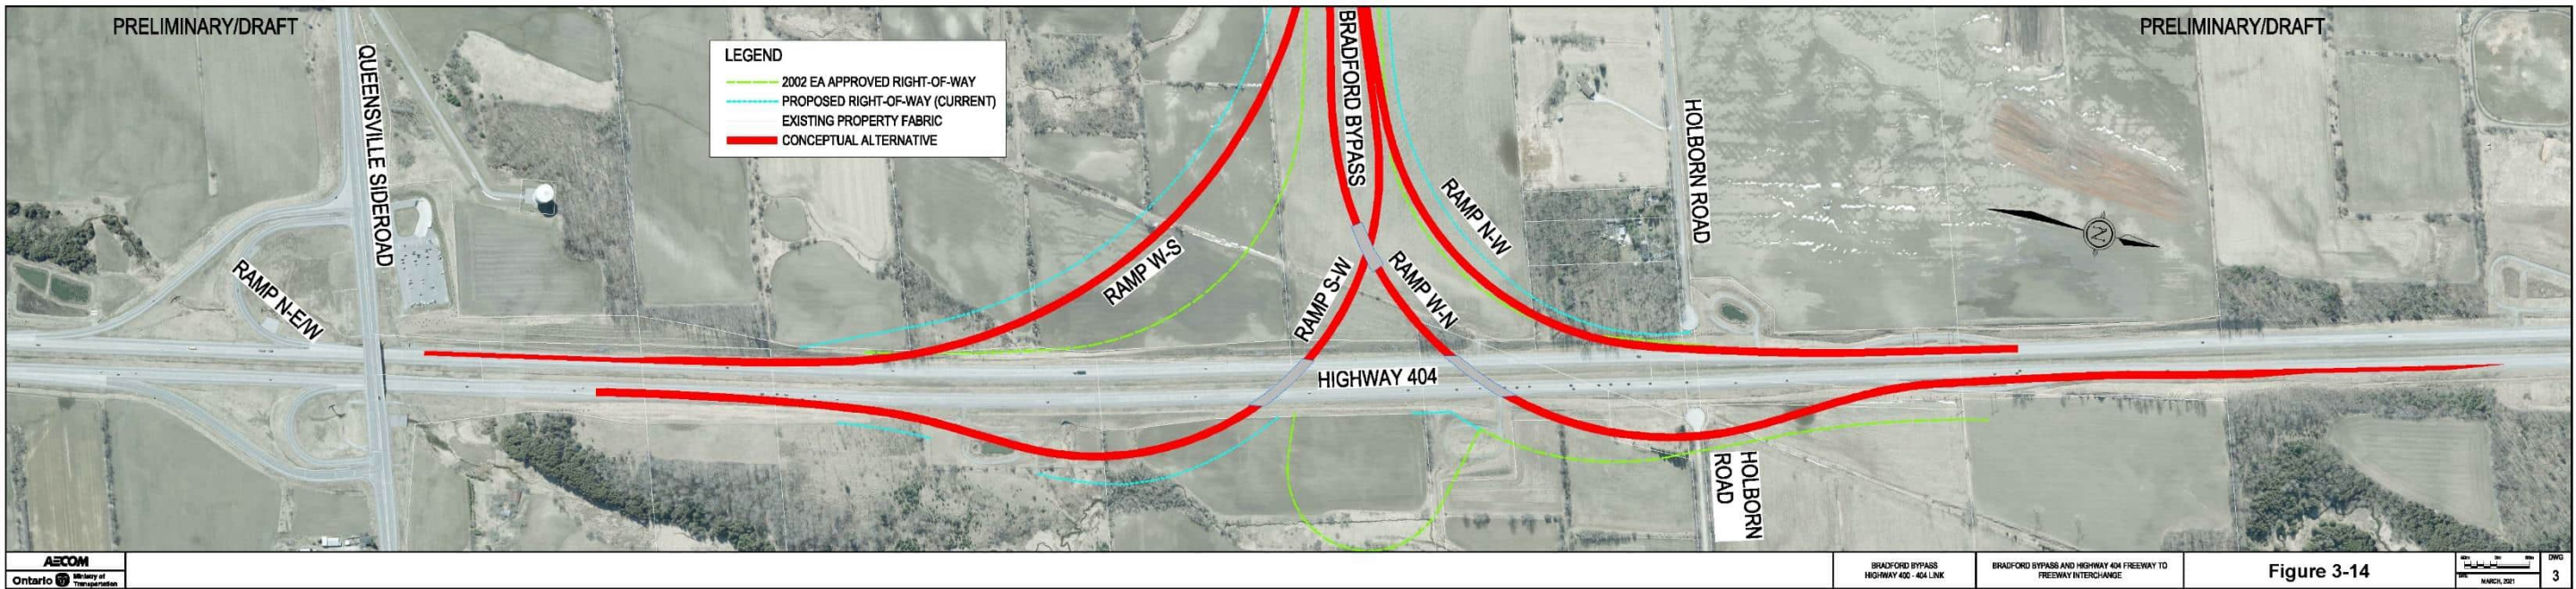 PRELIMINARY/DRAFT
PRELIMINARY/DRAFT
QUEENSVILLE SIDEROAD
LEGEND
2002 EA APPROVED RIGHT-OF-WAY
PROPOSED RIGHT-OF-WAY (CURRENT)
EXISTING PROPERTY FABRIC
CONCEPTUAL ALTERNATIVE
BRADFORD BYPASS
HOLBORN ROAD
RAMP N-W
RAMP W-S
RAMP S-W
RAMP W-N
RAMP N-E/W
N
HIGHWAY 404
HOLBORN
ROAD
AECOM
Ontario
Ministry of
Transportation
BRADFORD BYPASS
HIGHWAY 400 - 404 LINK
BRADFORD BYPASS AND HIGHWAY 404 FREEWAY TO
FREEWAY INTERCHANGE
Figure 3-14
MARCH, 2021
DWG
3